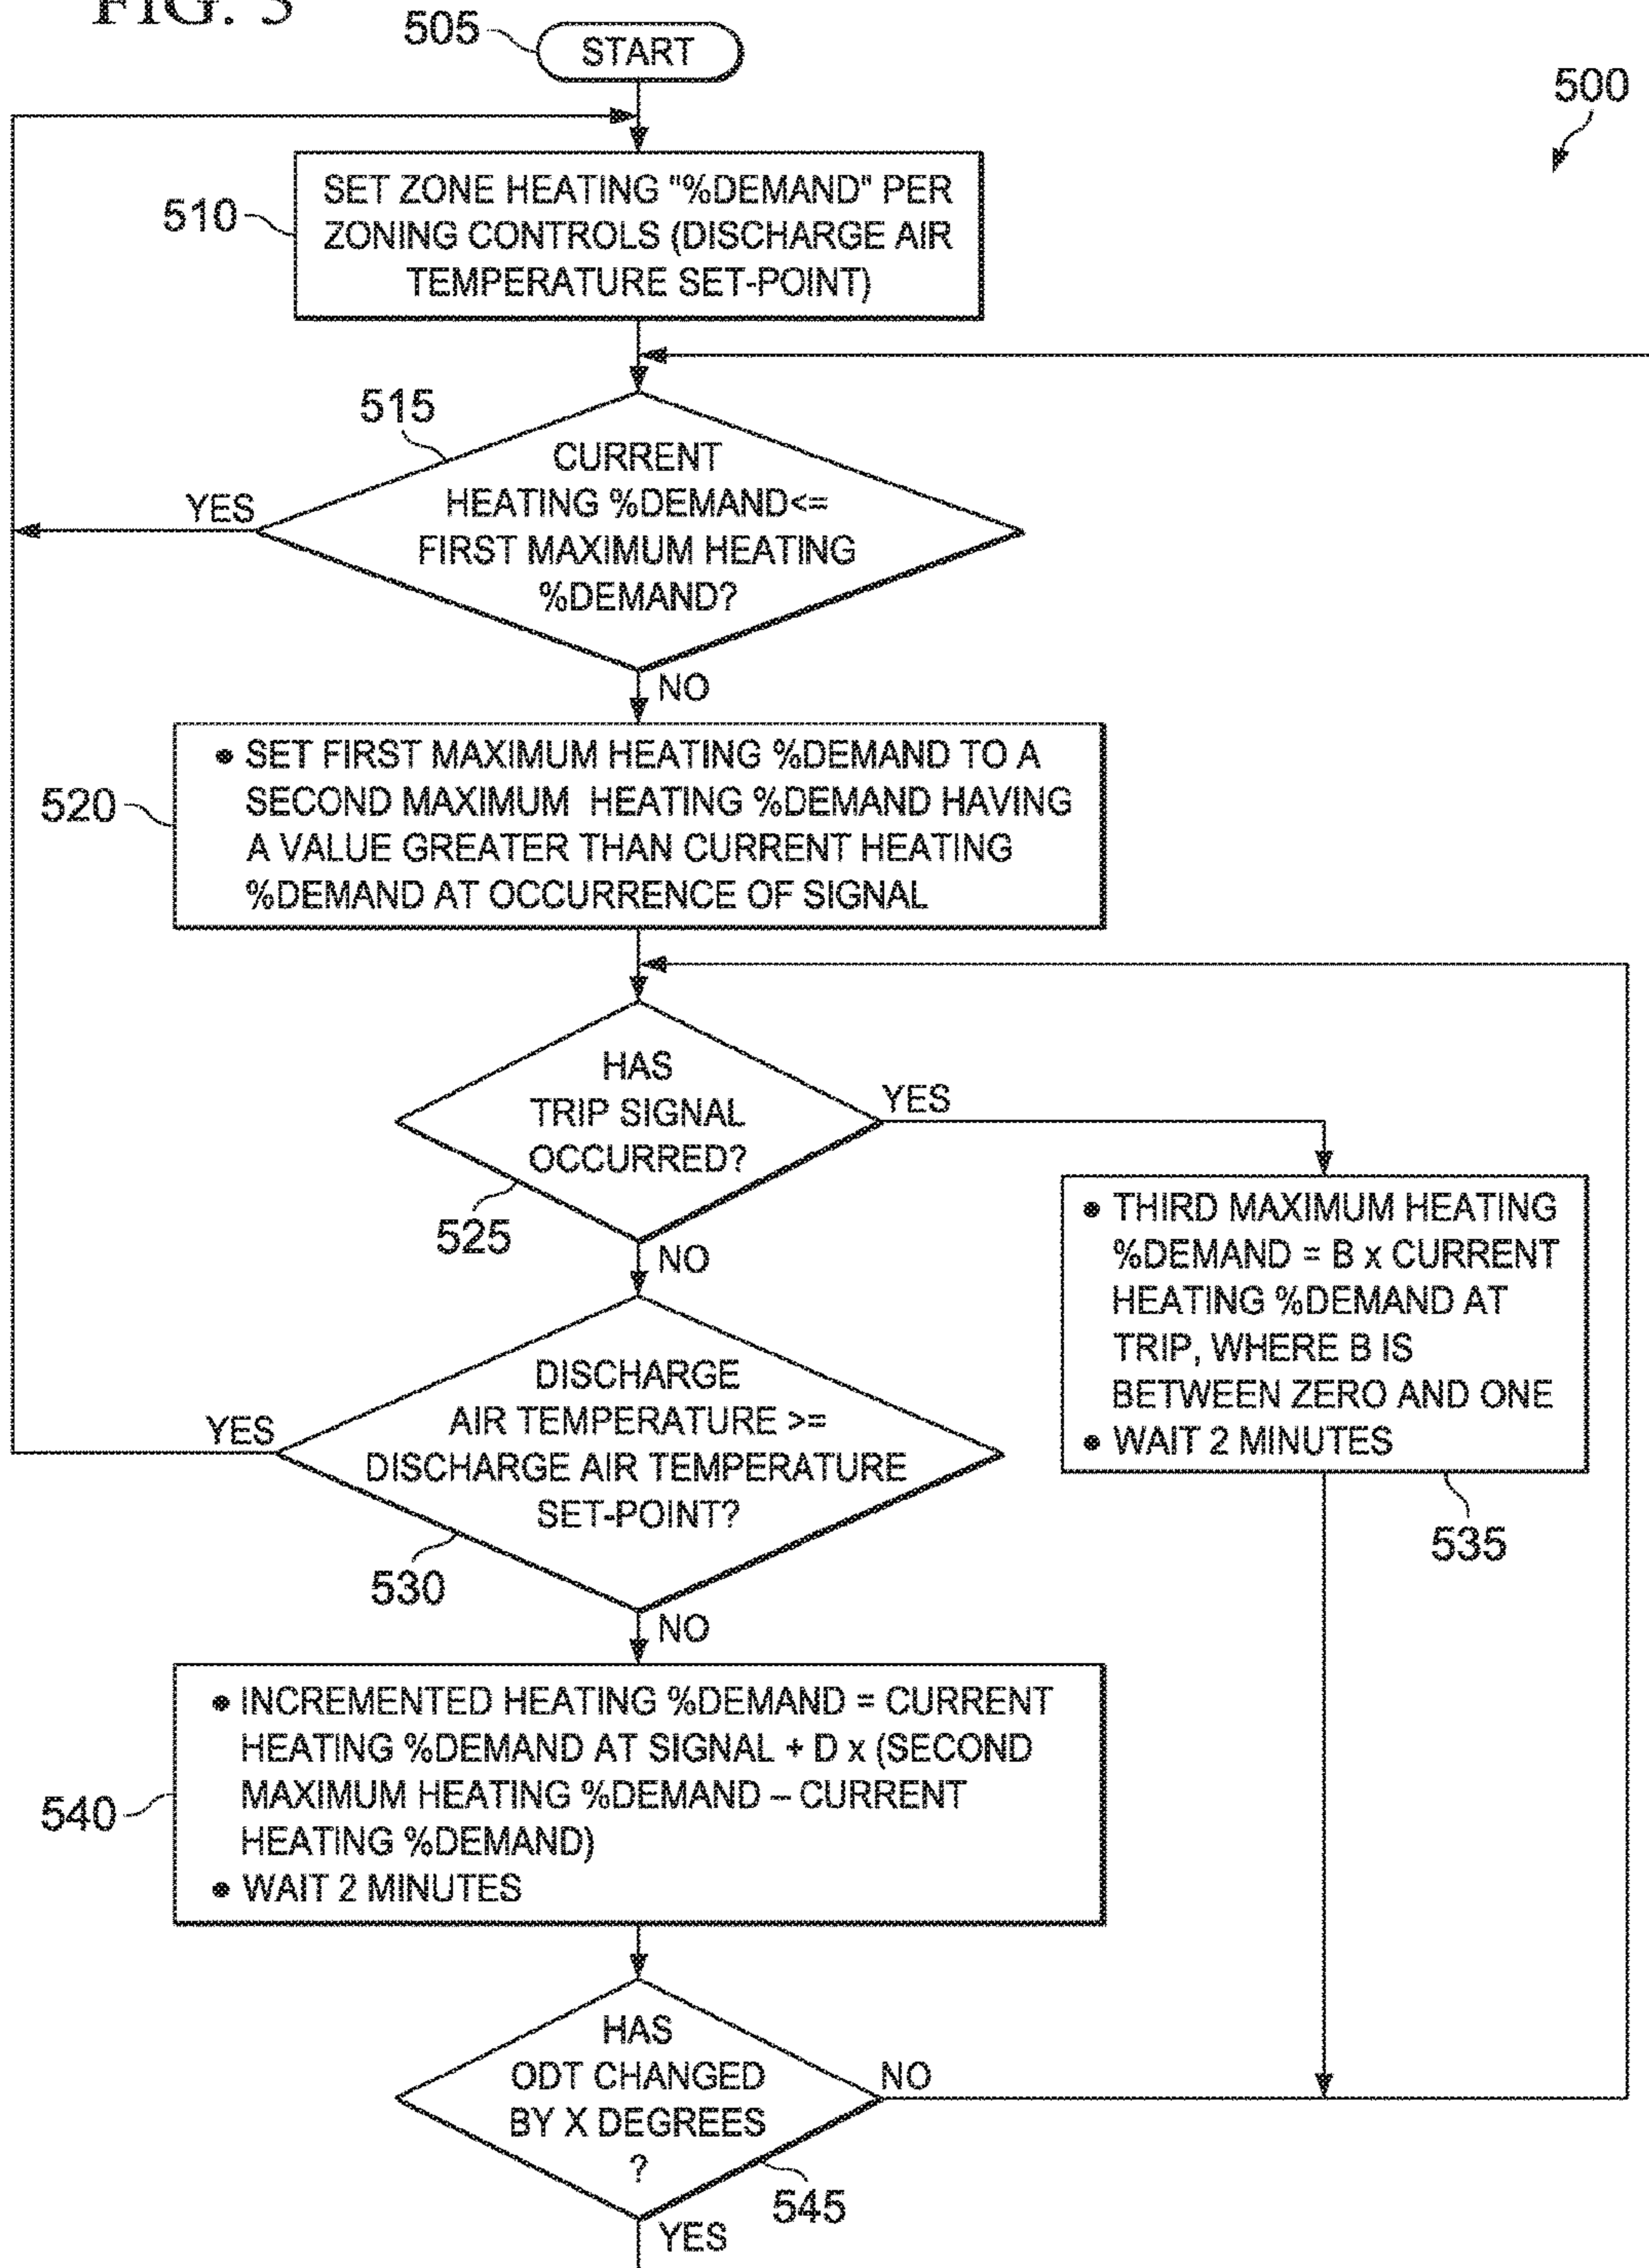 FIG. 5
505
START
500
510
SET ZONE HEATING "%DEMAND" PER
ZONING CONTROLS (DISCHARGE AIR
TEMPERATURE SET-POINT)
515
CURRENT
HEATING %DEMAND<=
FIRST MAXIMUM HEATING
%DEMAND?
YES
NO
520
• SET FIRST MAXIMUM HEATING %DEMAND TO A
SECOND MAXIMUM HEATING %DEMAND HAVING
A VALUE GREATER THAN CURRENT HEATING
%DEMAND AT OCCURRENCE OF SIGNAL
HAS
TRIP SIGNAL
OCCURRED?
YES
525
NO
• THIRD MAXIMUM HEATING
%DEMAND = B x CURRENT
HEATING %DEMAND AT
TRIP, WHERE B IS
BETWEEN ZERO AND ONE
• WAIT 2 MINUTES
535
DISCHARGE
AIR TEMPERATURE >=
DISCHARGE AIR TEMPERATURE
SET-POINT?
YES
530
NO
540
• INCREMENTED HEATING %DEMAND = CURRENT
HEATING %DEMAND AT SIGNAL + D x (SECOND
MAXIMUM HEATING %DEMAND – CURRENT
HEATING %DEMAND)
• WAIT 2 MINUTES
HAS
ODT CHANGED
BY X DEGREES
?
NO
545
YES